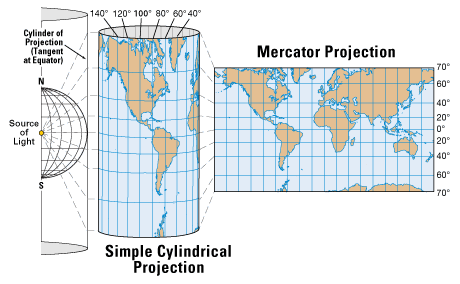 140° 120° 100° 80° 60° 40°
Cylinder of
Projection
(Tangent
at Equator)
N
Source
of
Light
S
Simple Cylindrical
Projection
Mercator Projection
70°
60°
40°
20°
0°
20°
40°
60°
70°